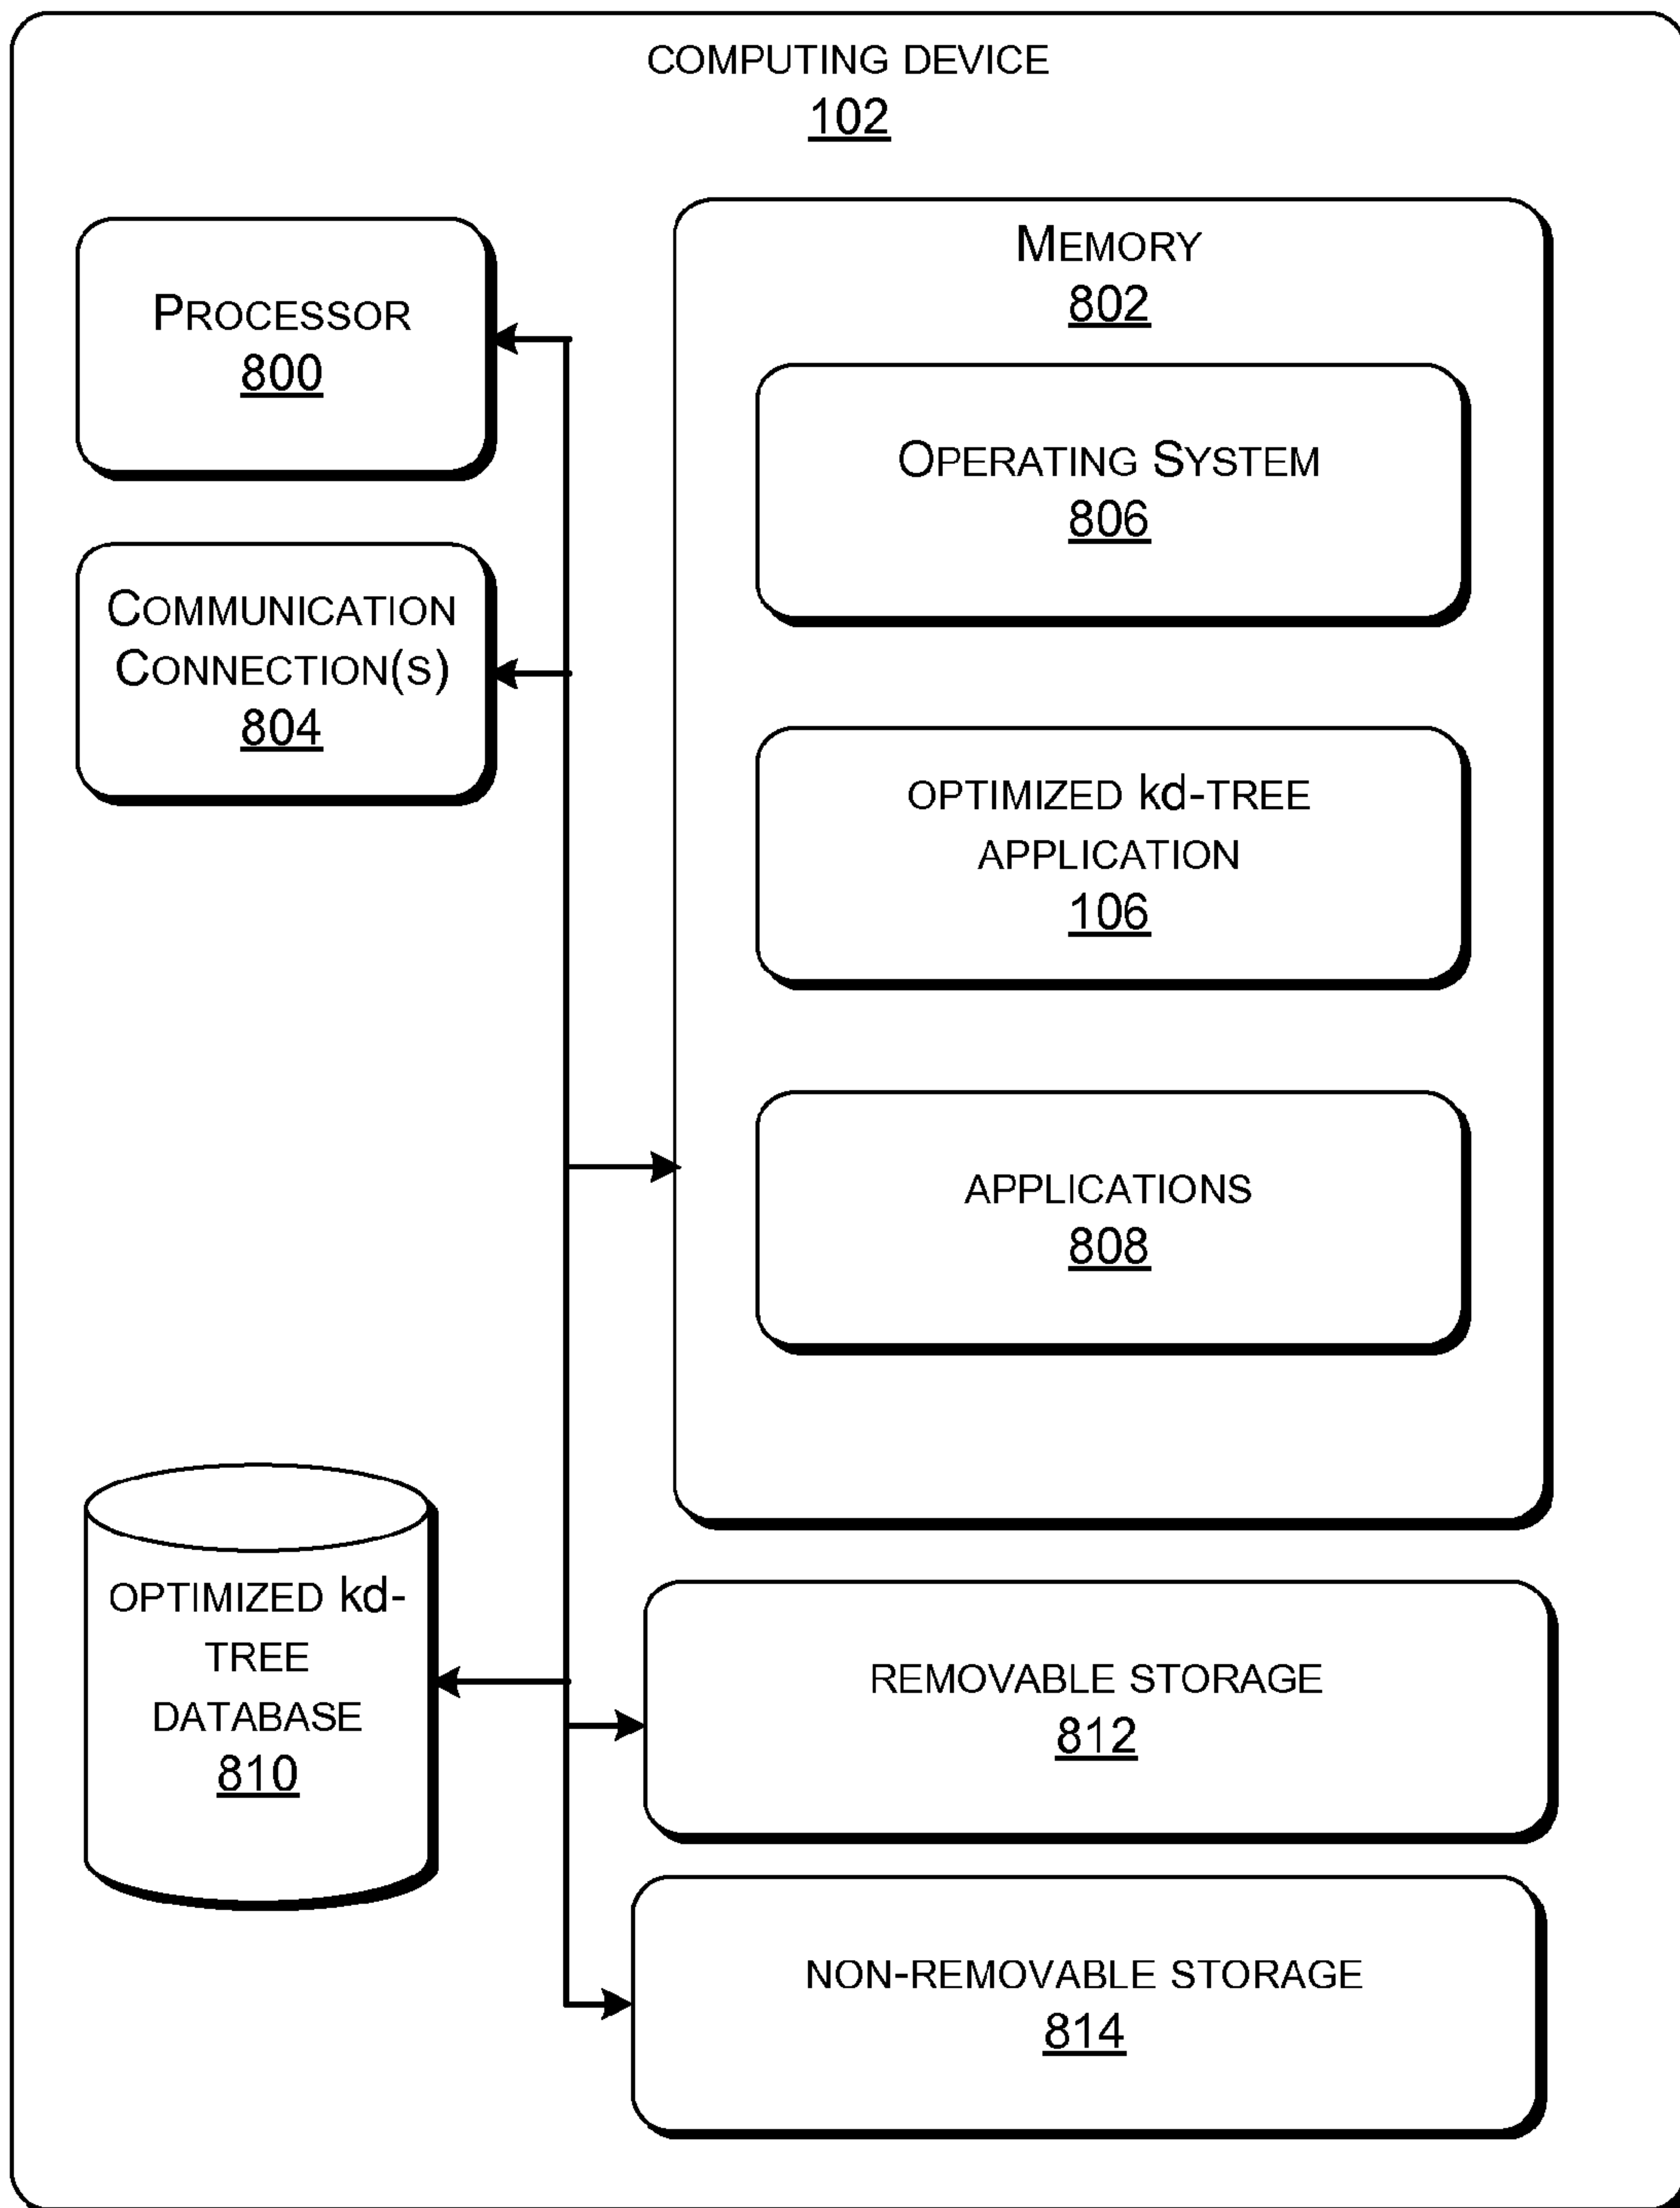 COMPUTING DEVICE
102
PROCESSOR
800
COMMUNICATION
CONNECTION(S)
804
MEMORY
802
OPERATING SYSTEM
806
OPTIMIZED kd-TREE
APPLICATION
106
APPLICATIONS
808
OPTIMIZED kd-
TREE
DATABASE
810
REMOVABLE STORAGE
812
NON-REMOVABLE STORAGE
814